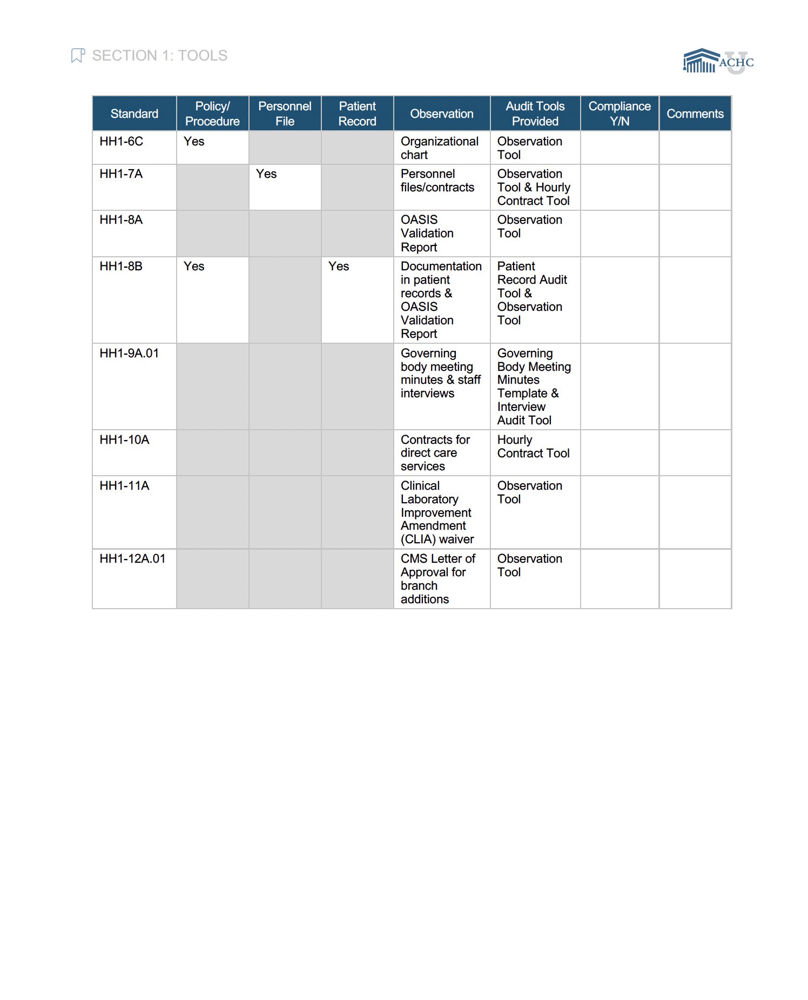 SECTION 1: TOOLS
ACHC
U
Standard
Policy/
Procedure
Personnel
File
Patient
Record
Observation
Audit Tools
Provided
Compliance
Y/N
Comments
HH1-6C
Yes
Organizational
chart
Observation
Tool
HH1-7A
Yes
Personnel
files/contracts
Observation
Tool & Hourly
Contract Tool
HH1-8A
OASIS
Validation
Report
Observation
Tool
HH1-8B
Yes
Yes
Documentation
in patient
records &
OASIS
Validation
Report
Patient
Record Audit
Tool &
Observation
Tool
HH1-9A.01
Governing
body meeting
minutes & staff
interviews
Governing
Body Meeting
Minutes
Template &
Interview
Audit Tool
HH1-10A
Contracts for
direct care
services
Hourly
Contract Tool
HH1-11A
Clinical
Laboratory
Improvement
Amendment
(CLIA) waiver
Observation
Tool
HH1-12A.01
CMS Letter of
Approval for
branch
additions
Observation
Tool